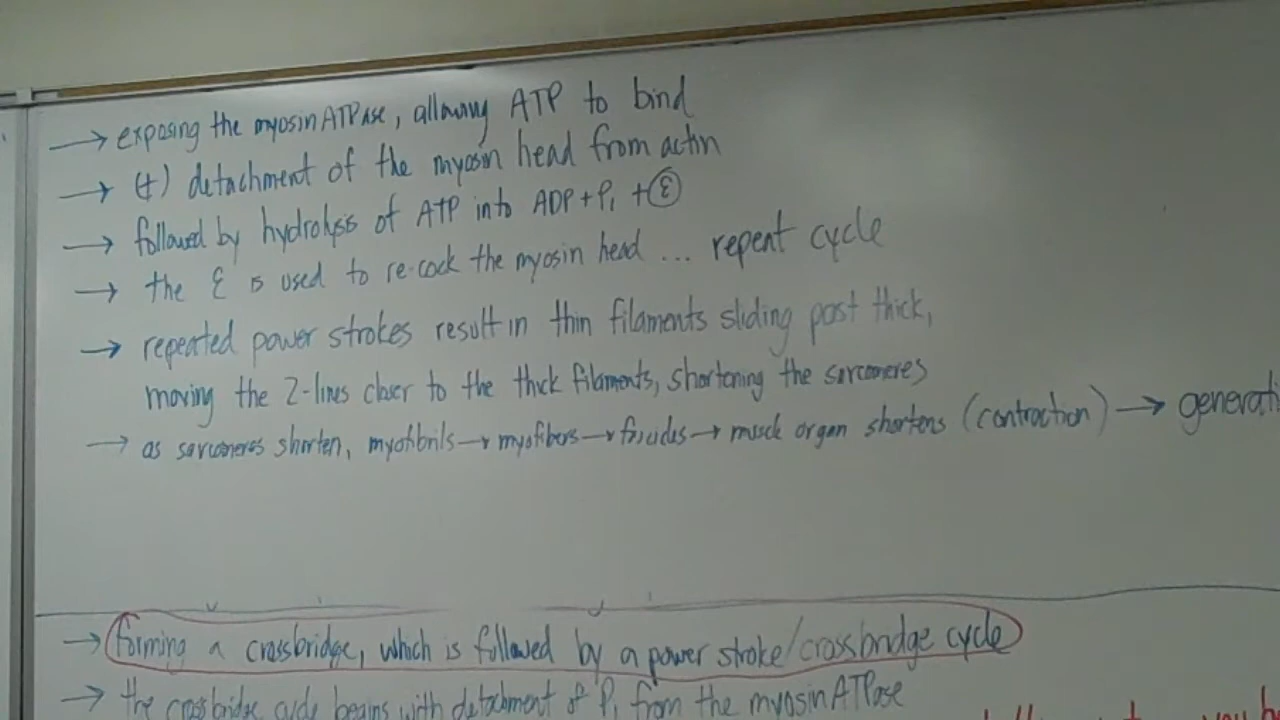 → exposing the myosin ATPase, allowing ATP to bind
→ (+) detachment of the myosin head from actin
→ followed by hydrolysis of ATP into ADP + Pi + Ɛ
→ the Ɛ is used to re-cock the myosin head ... repeat cycle
→ repeated power strokes result in thin filaments sliding past thick,
moving the Z-lines closer to the thick filaments, shortening the sarcomeres
→ as sarcomeres shorten, myofibrils → myofibers → fascicles → muscle organ shortens (contraction) → generati
→ forming a crossbridge, which is followed by a power stroke/crossbridge cycle
→ the crossbridge cycle begins with detachment of Pi from the myosin ATPase